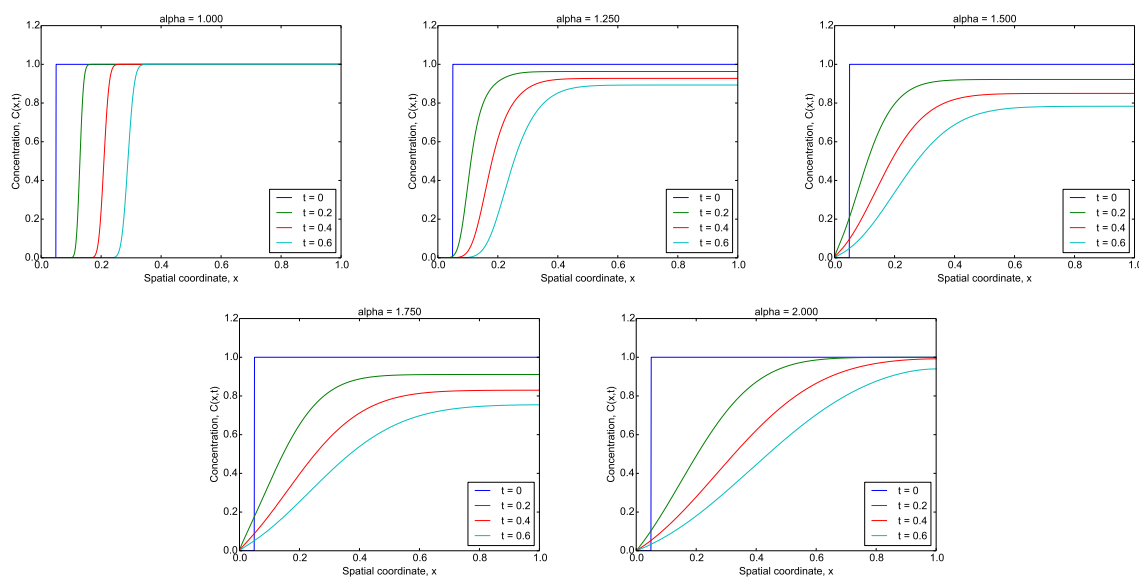 alpha = 1.000
1.2
1.0
0.8
0.6
0.4
0.2
0.0
Concentration, C(x,t)
t = 0
t = 0.2
t = 0.4
t = 0.6
0.0 0.2 0.4 0.6 0.8 1.0
Spatial coordinate, x
alpha = 1.250
1.2
1.0
0.8
0.6
0.4
0.2
0.0
Concentration, C(x,t)
t = 0
t = 0.2
t = 0.4
t = 0.6
0.0 0.2 0.4 0.6 0.8 1.0
Spatial coordinate, x
alpha = 1.500
1.2
1.0
0.8
0.6
0.4
0.2
0.0
Concentration, C(x,t)
t = 0
t = 0.2
t = 0.4
t = 0.6
0.0 0.2 0.4 0.6 0.8 1.0
Spatial coordinate, x
alpha = 1.750
1.2
1.0
0.8
0.6
0.4
0.2
0.0
Concentration, C(x,t)
t = 0
t = 0.2
t = 0.4
t = 0.6
0.0 0.2 0.4 0.6 0.8 1.0
Spatial coordinate, x
alpha = 2.000
1.2
1.0
0.8
0.6
0.4
0.2
0.0
Concentration, C(x,t)
t = 0
t = 0.2
t = 0.4
t = 0.6
0.0 0.2 0.4 0.6 0.8 1.0
Spatial coordinate, x